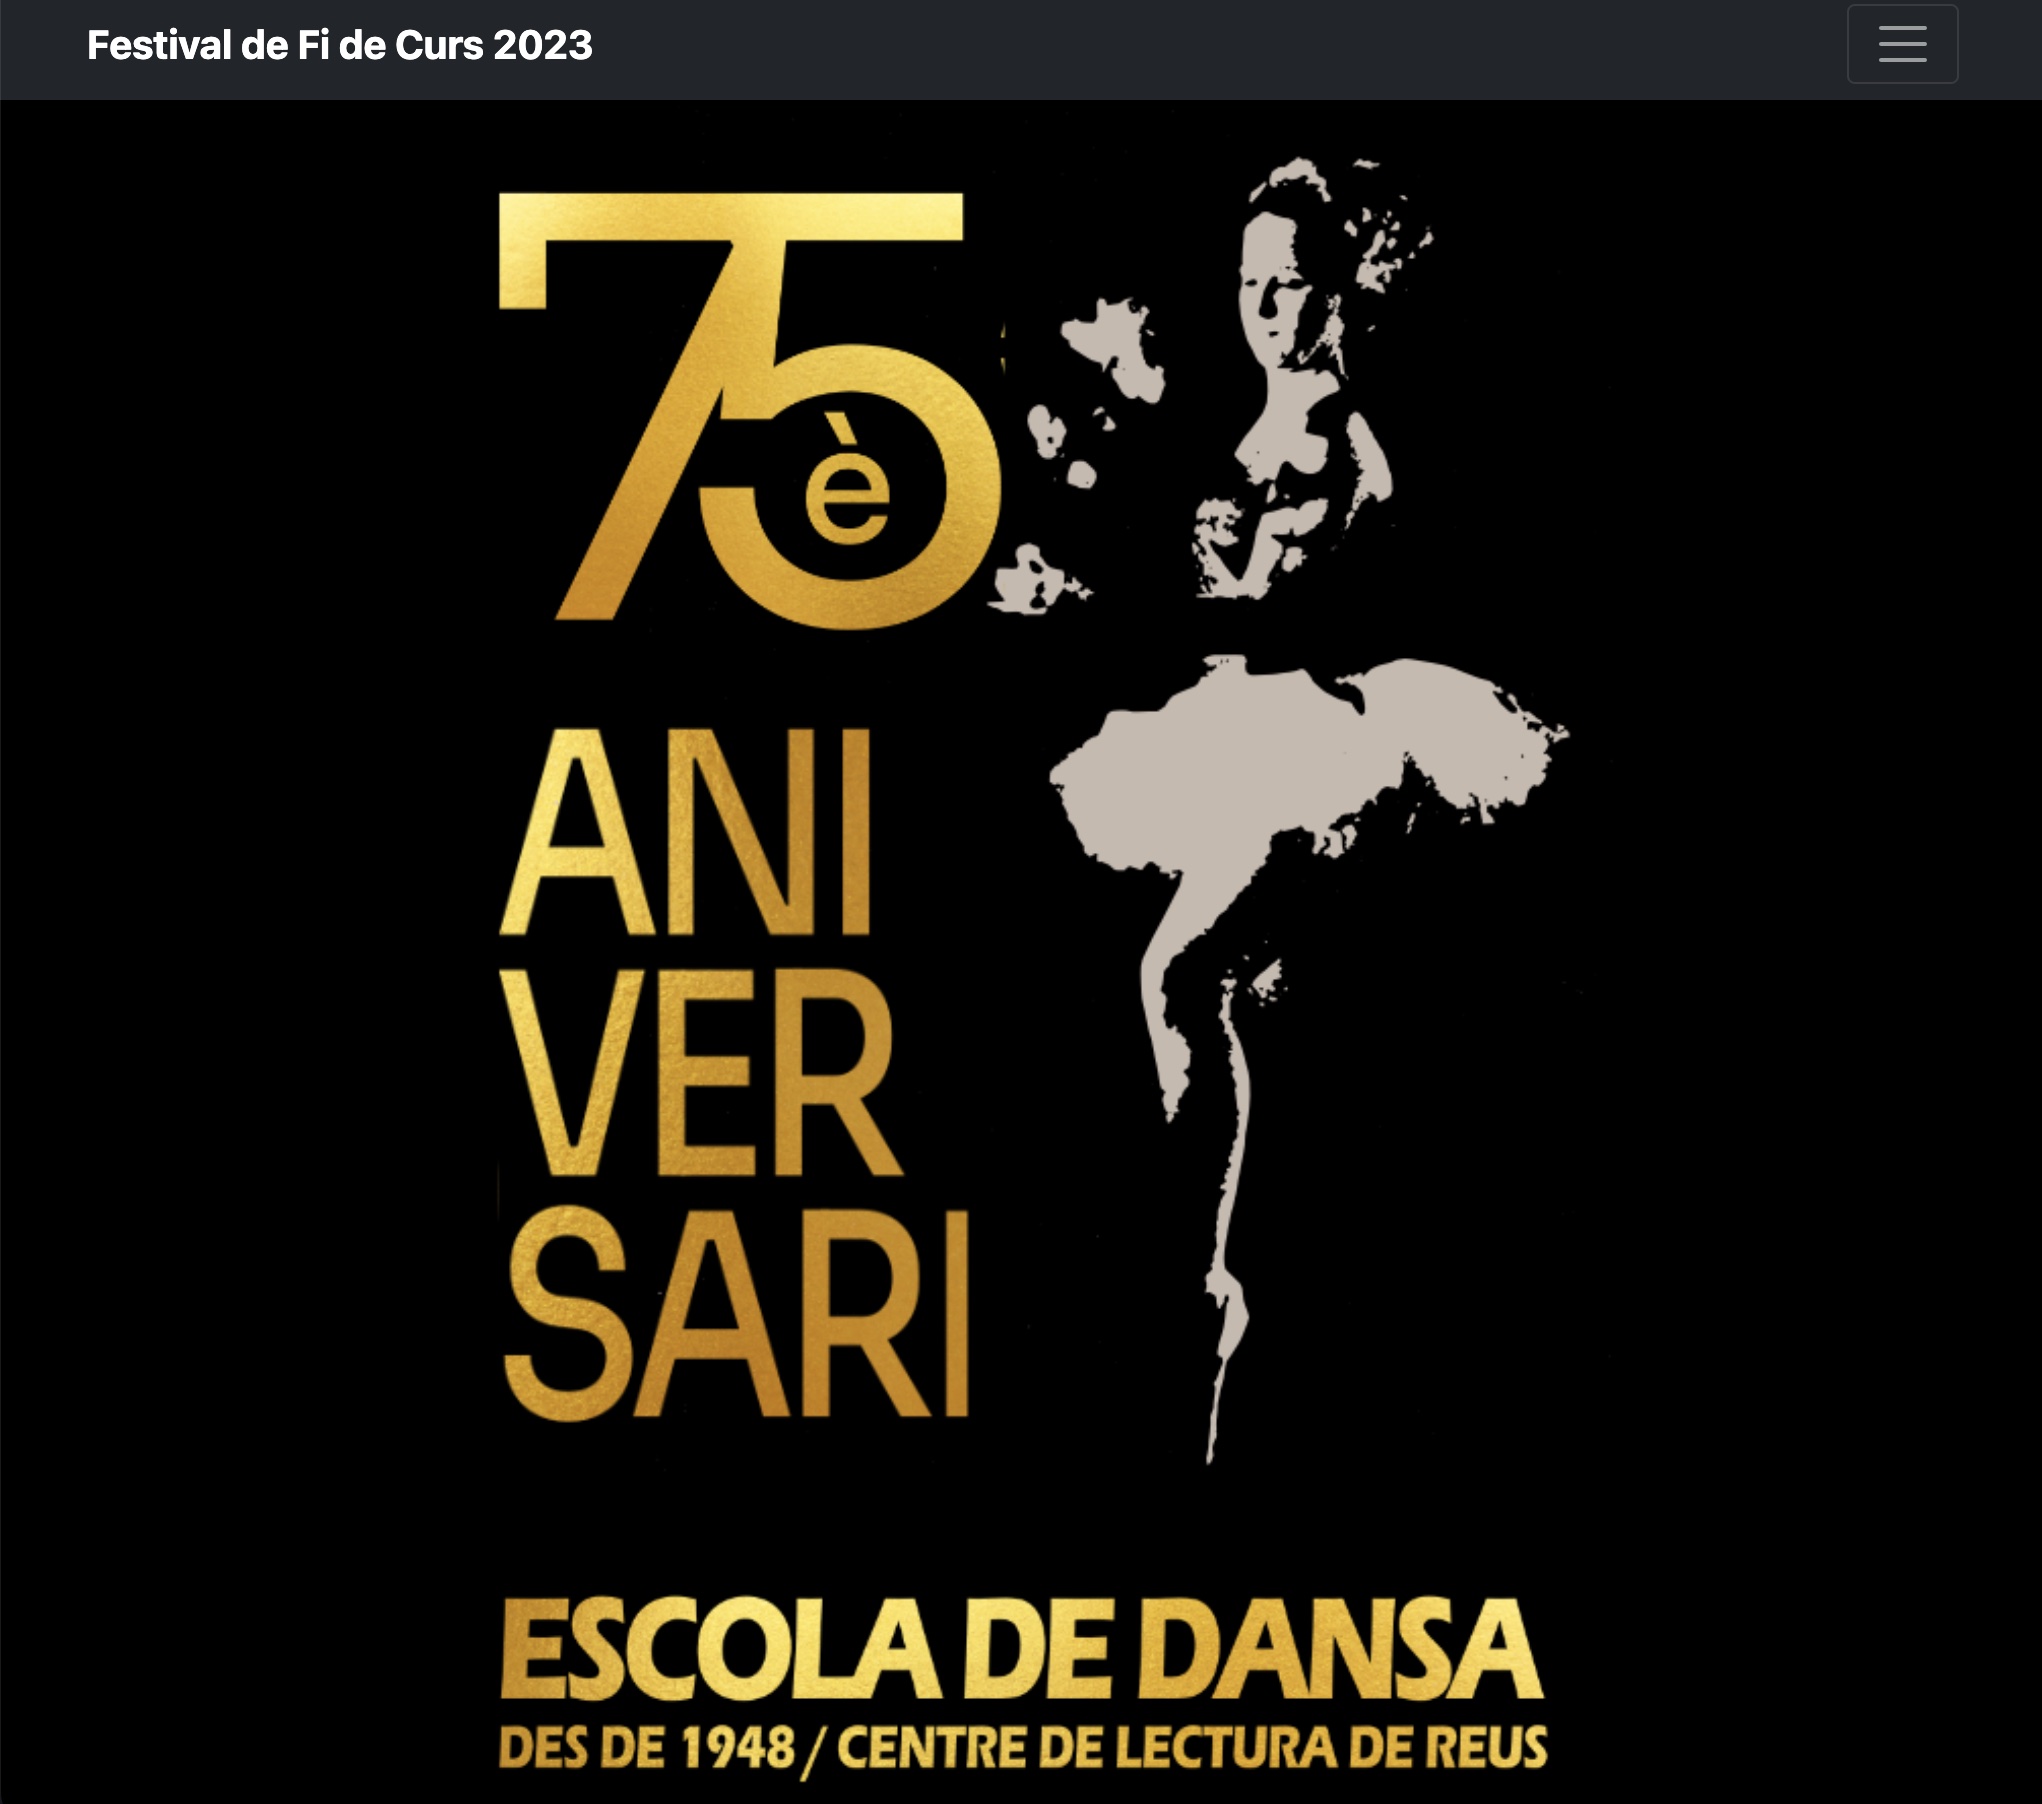 Festival de Fi de Curs 2023
75è
ANI
VER
SARI
ESCOLA DE DANSA
DES DE 1948 / CENTRE DE LECTURA DE REUS